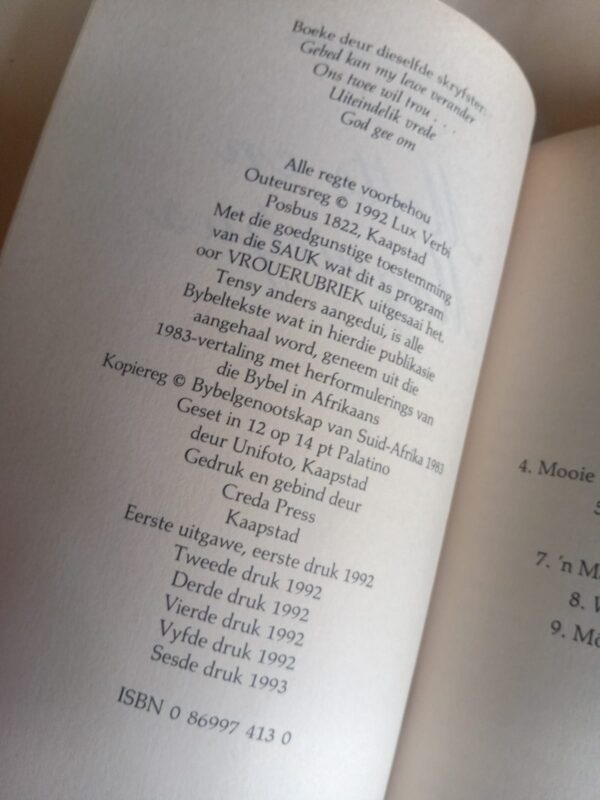 Boeke deur dieselfde skryfster:
Gebed kan my lewe verander
Ons twee wil trou . . .
Uiteindelik vrede
God gee om
Alle regte voorbehou
Outeursreg © 1992 Lux Verbi
Posbus 1822, Kaapstad
Met die goedgunstige toestemming
van die SAUK wat dit as program
oor VROUERUBRIEK uitgesaai het.
Tensy anders aangedui, is alle
Bybeltekste wat in hierdie publikasie
aangehaal word, geneem uit die
1983-vertaling met herformulerings van
die Bybel in Afrikaans
Kopiereg © Bybelgenootskap van Suid-Afrika 1983
Geset in 12 op 14 pt Palatino
deur Unifoto, Kaapstad
Gedruk en gebind deur
Creda Press
Kaapstad
Eerste uitgawe, eerste druk 1992
Tweede druk 1992
Derde druk 1992
Vierde druk 1992
Vyfde druk 1992
Sesde druk 1993
ISBN 0 86997 413 0
4. Mooie
7. 'n M
8.
9. Mo